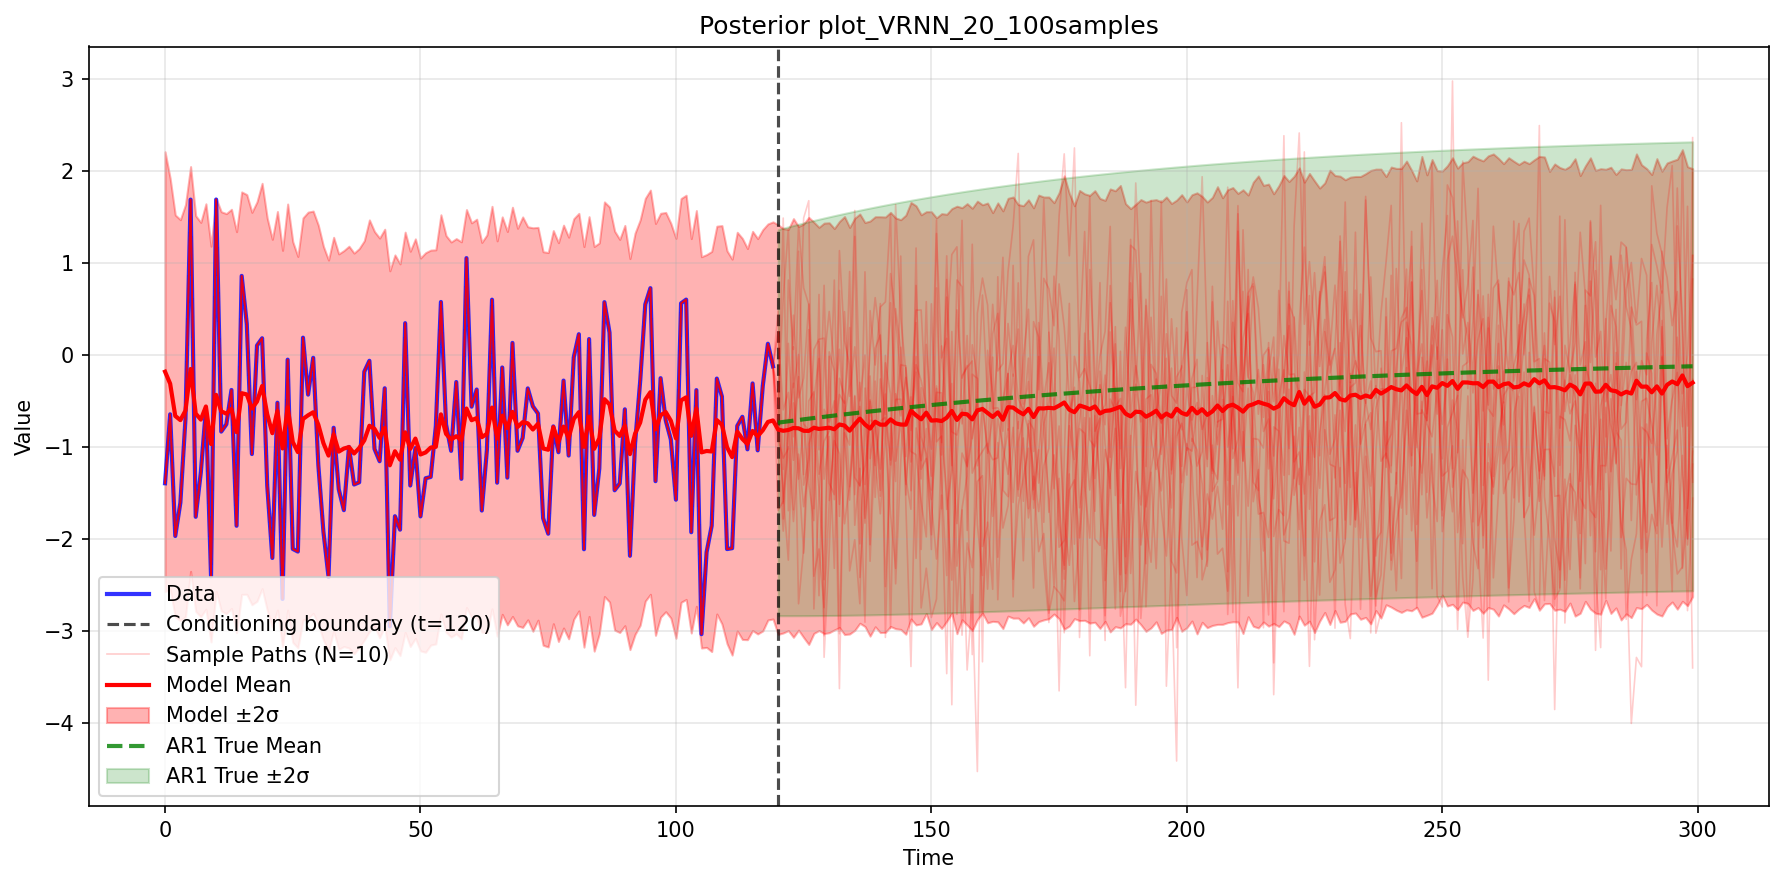 Posterior plot_VRNN_20_100samples
Value
3
2
1
0
−1
−2
−3
−4
Data
Conditioning boundary (t=120)
Sample Paths (N=10)
Model Mean
Model ±2σ
AR1 True Mean
AR1 True ±2σ
0
50
100
150
200
250
300
Time